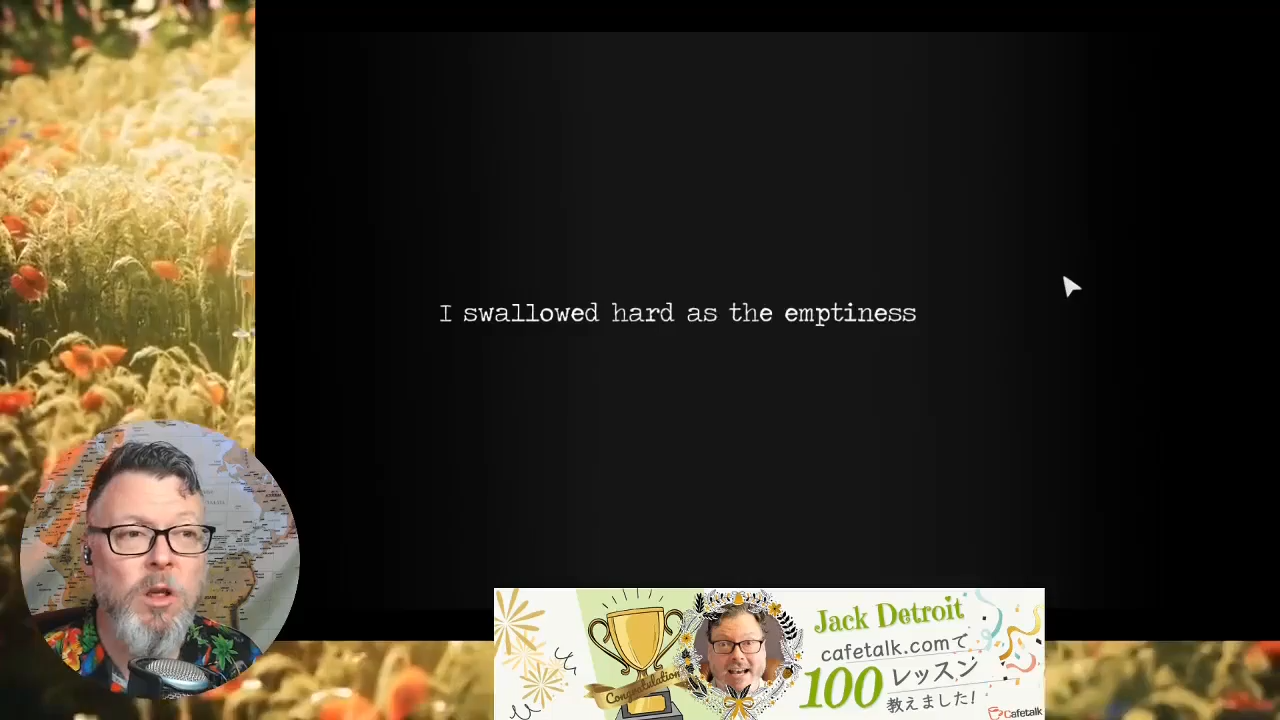 I swallowed hard as the emptiness
Congratulation
Jack Detroit
cafetalk.comで
100レッスン
教えました!
Cafetalk